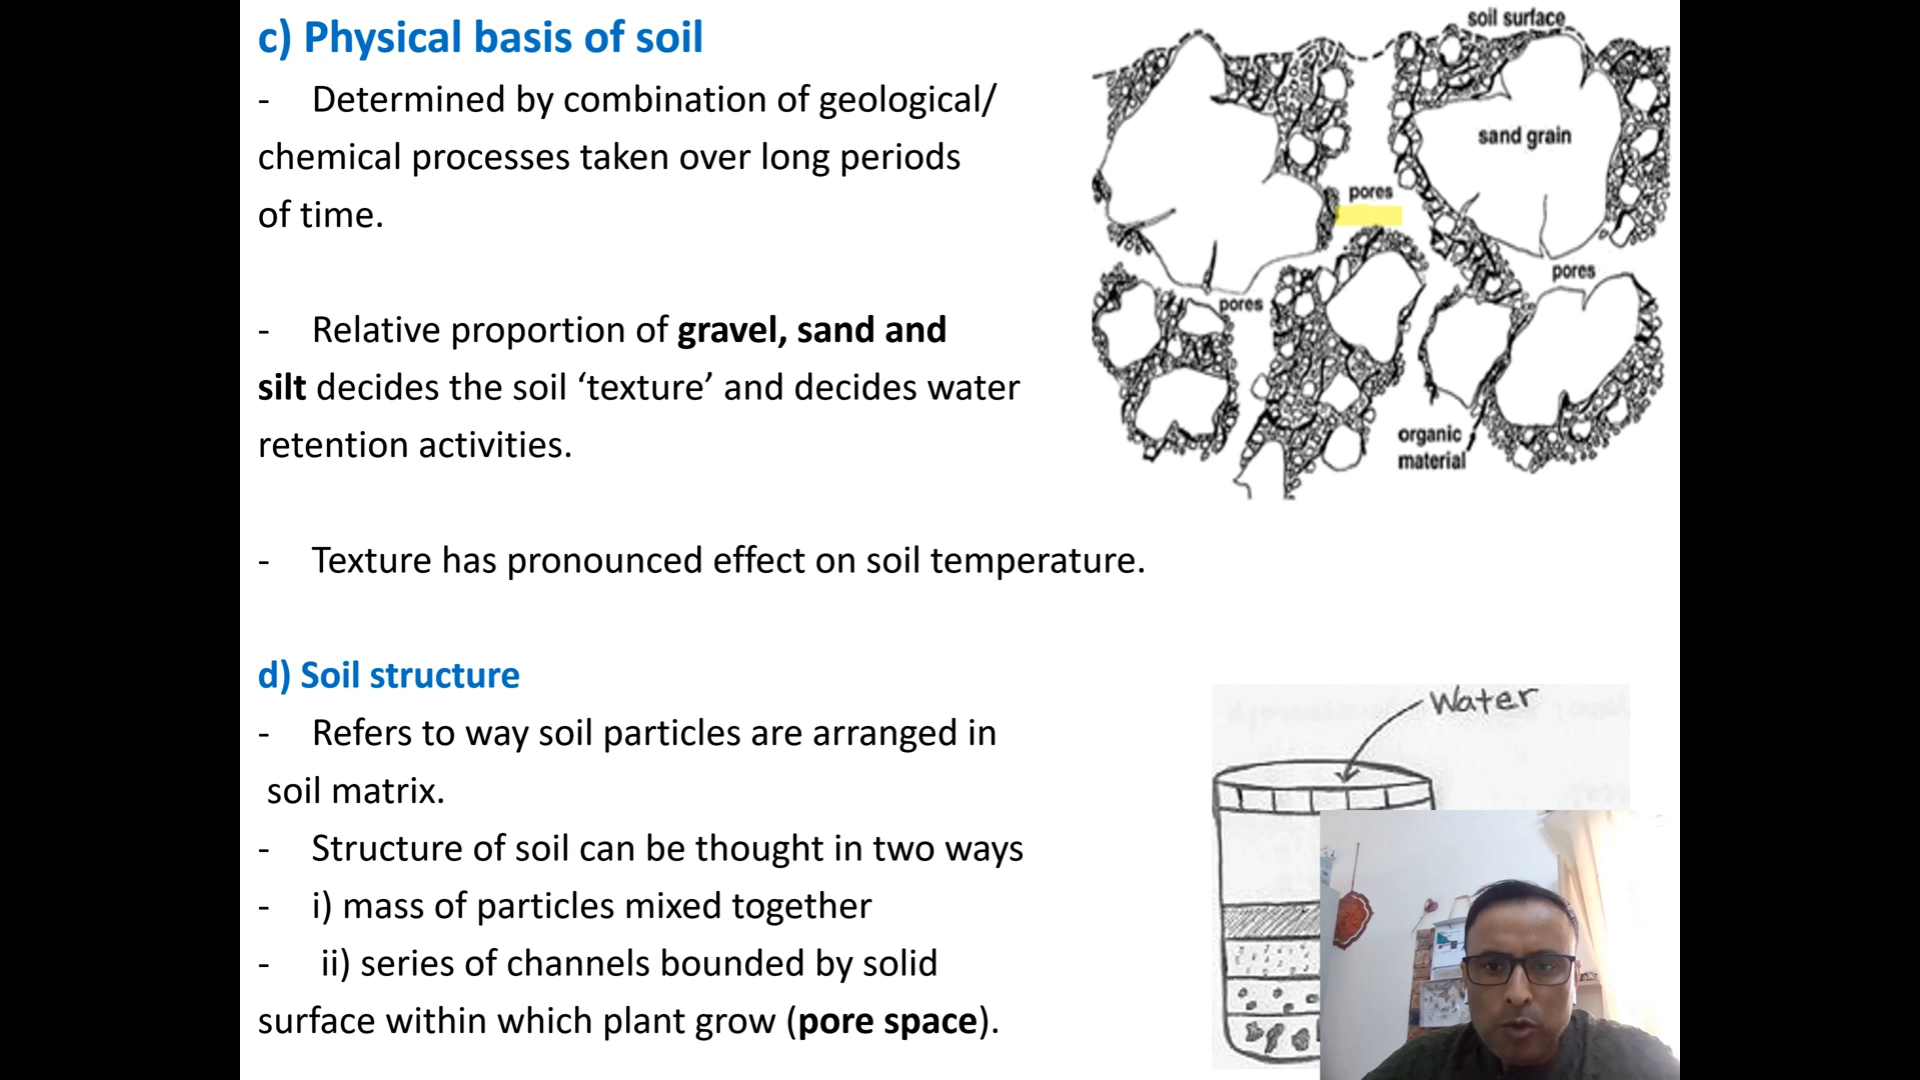 c) Physical basis of soil
- Determined by combination of geological/
chemical processes taken over long periods
of time.
- Relative proportion of gravel, sand and
silt decides the soil ‘texture’ and decides water
retention activities.
- Texture has pronounced effect on soil temperature.
d) Soil structure
- Refers to way soil particles are arranged in
soil matrix.
- Structure of soil can be thought in two ways
- i) mass of particles mixed together
- ii) series of channels bounded by solid
surface within which plant grow (pore space).
soil surface
sand grain
pores
pores
pores
organic
material
Water